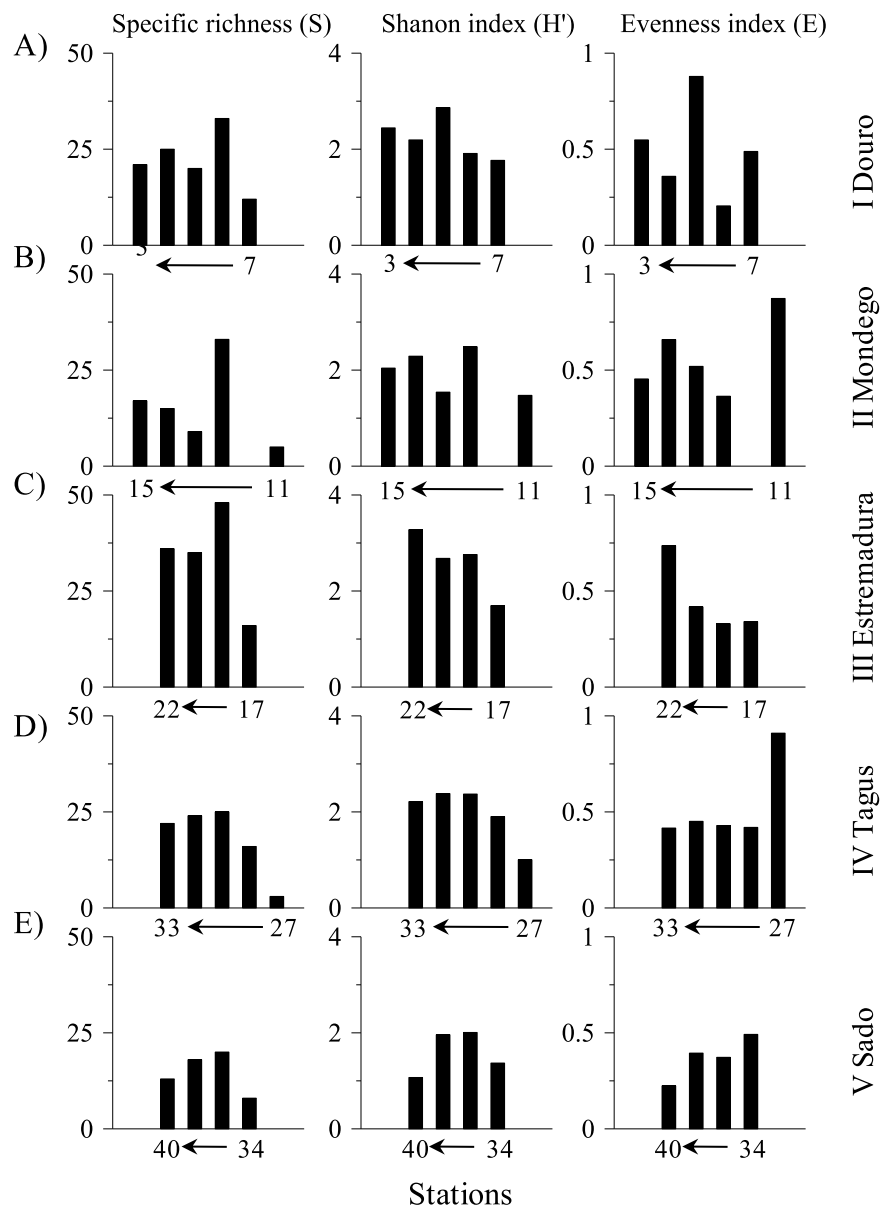 Specific richness (S) Shanon index (H') Evenness index (E)
A)
50 4 1
25 2 0.5
0 0 0
I Douro
3 7 3 7 3 7
B)
50 4 1
25 2 0.5
0 0 0
II Mondego
15 11 15 11 15 11
C)
50 4 1
25 2 0.5
0 0 0
III Estremadura
22 17 22 17 22 17
D)
50 4 1
25 2 0.5
0 0 0
IV Tagus
33 27 33 27 33 27
E)
50 4 1
25 2 0.5
0 0 0
V Sado
40 34 40 34 40 34
Stations